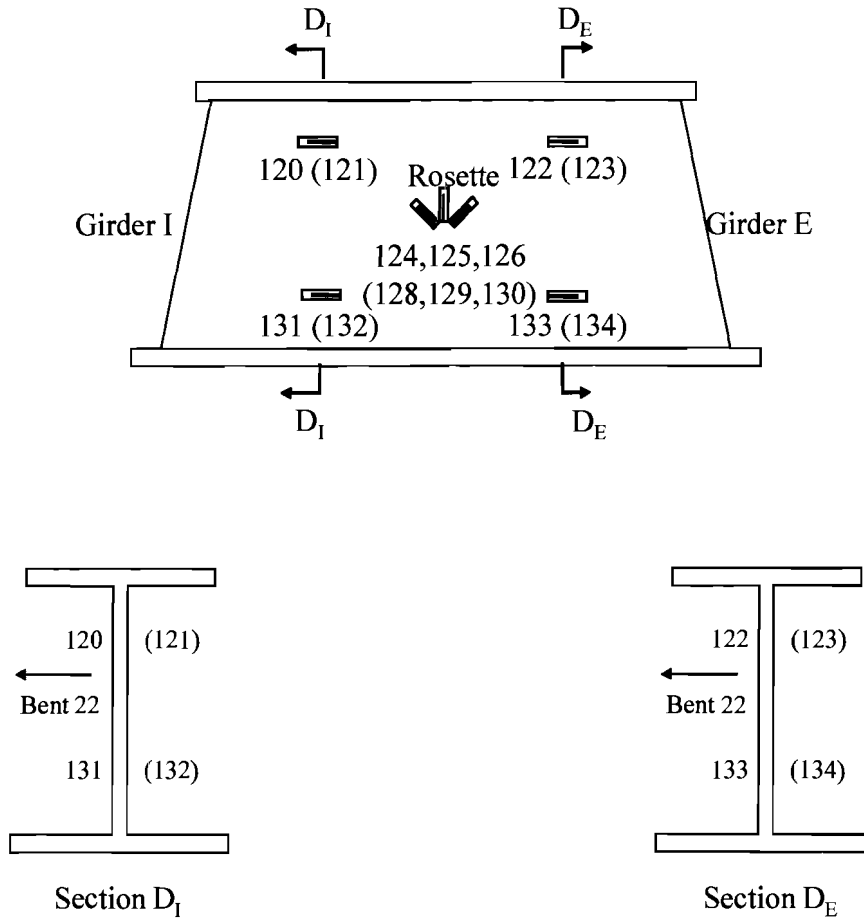 D_I D_E
120 (121) 122 (123)
Rosette
Girder I Girder E
124,125,126
(128,129,130)
131 (132) 133 (134)
D_I D_E
120 (121) 122 (123)
Bent 22 Bent 22
131 (132) 133 (134)
Section D_I Section D_E